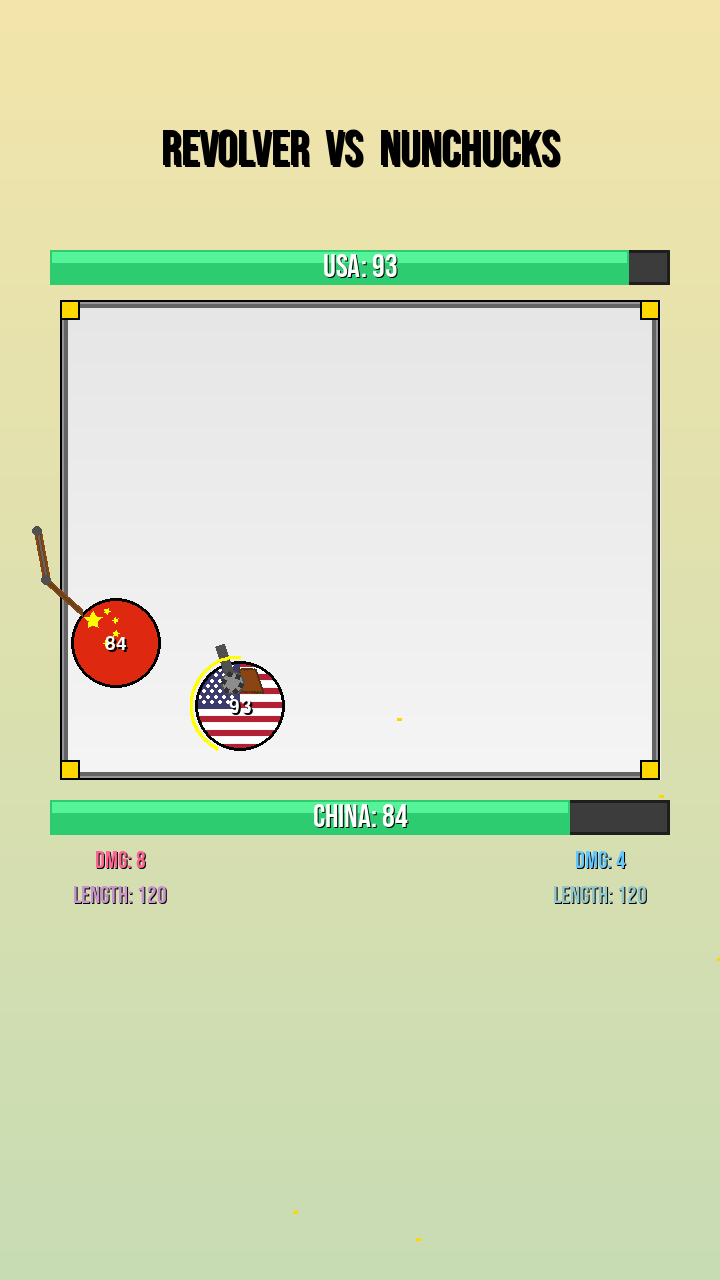 REVOLVER VS NUNCHUCKS
USA: 93
84
93
CHINA: 84
DMG: 8
DMG: 4
LENGTH: 120
LENGTH: 120